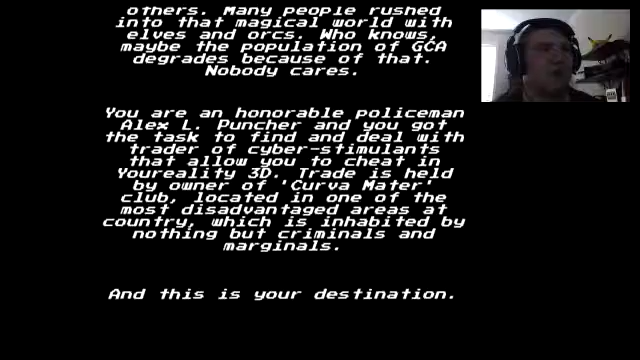 others. Many people rushed
into that magical world with
elves and orcs. Who knows,
maybe the population of GCA
degrades because of that.
Nobody cares.
You are an honorable policeman
Alex L. Puncher and you got
the task to find and deal with
trader of cyber-stimulants
that allow you to cheat in
Youreality 3D. Trade is held
by owner of 'Curva Mater'
club, located in one of the
most disadvantaged areas at
country, which is inhabited by
nothing but criminals and
marginals.
And this is your destination.